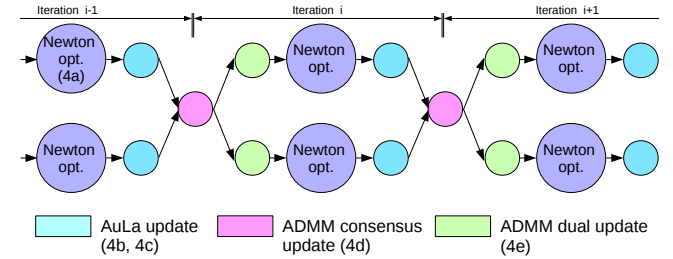 Iteration i-1
Iteration i
Iteration i+1
Newton
opt.
(4a)
Newton
opt.
Newton
opt.
Newton
opt.
Newton
opt.
Newton
opt.
AuLa update
(4b, 4c)
ADMM consensus
update (4d)
ADMM dual update
(4e)